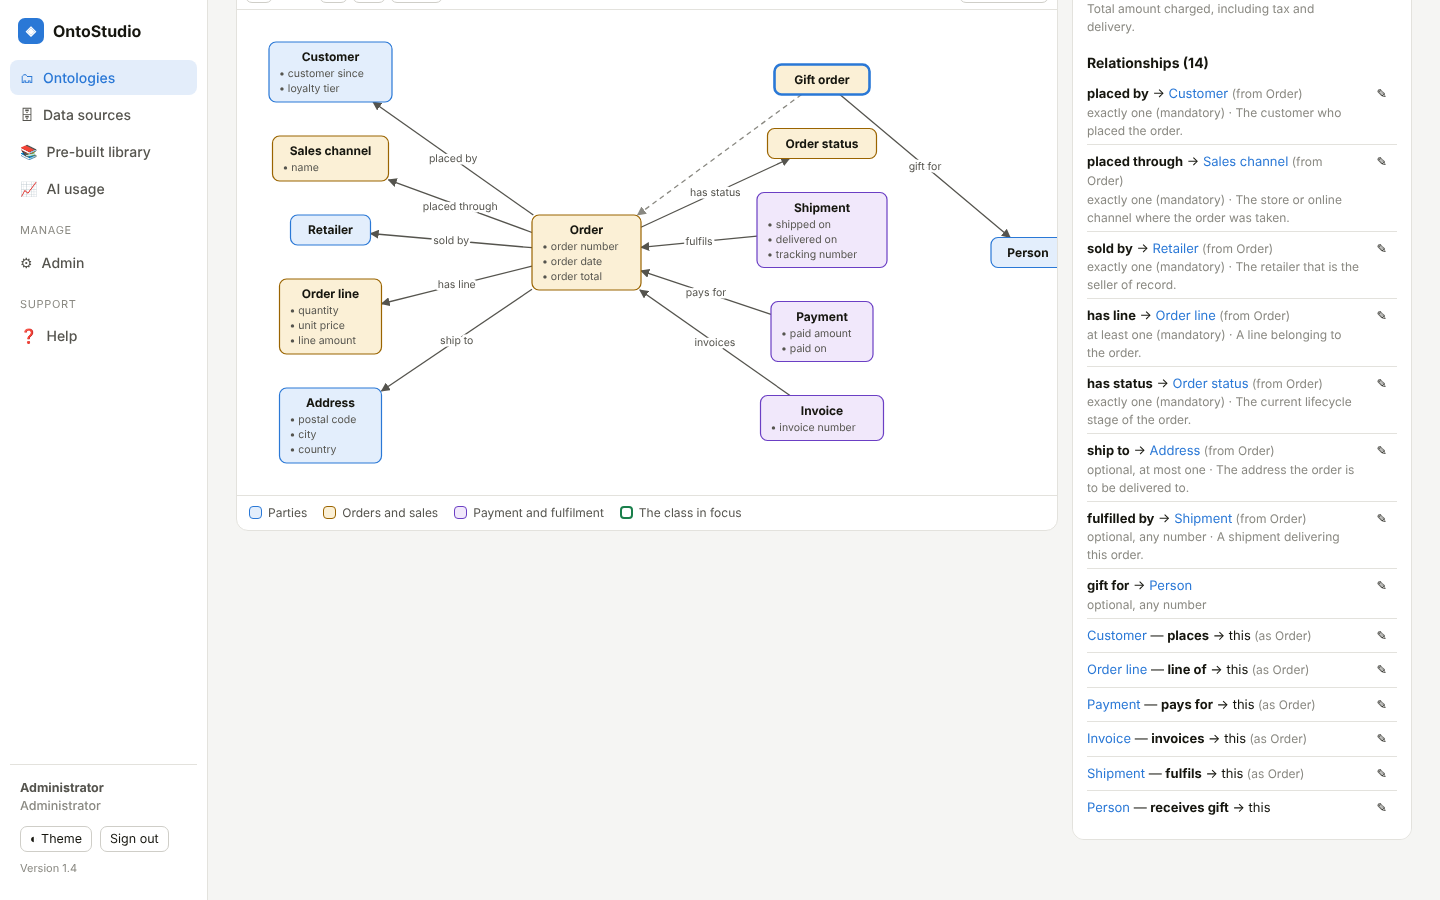 OntoStudio
Ontologies
Data sources
Pre-built library
AI usage
MANAGE
Admin
SUPPORT
Help
Administrator
Administrator
Theme
Sign out
Version 1.4
Customer
• customer since
• loyalty tier
Sales channel
• name
Retailer
Order line
• quantity
• unit price
• line amount
Address
• postal code
• city
• country
placed by
placed through
sold by
has line
ship to
Order
• order number
• order date
• order total
Gift order
Order status
has status
gift for
Shipment
• shipped on
• delivered on
• tracking number
fulfils
Person
pays for
Payment
• paid amount
• paid on
invoices
Invoice
• invoice number
Parties
Orders and sales
Payment and fulfilment
The class in focus
Total amount charged, including tax and
delivery.
Relationships (14)
placed by → Customer (from Order)
exactly one (mandatory) · The customer who
placed the order.
placed through → Sales channel (from
Order)
exactly one (mandatory) · The store or online
channel where the order was taken.
sold by → Retailer (from Order)
exactly one (mandatory) · The retailer that is the
seller of record.
has line → Order line (from Order)
at least one (mandatory) · A line belonging to
the order.
has status → Order status (from Order)
exactly one (mandatory) · The current lifecycle
stage of the order.
ship to → Address (from Order)
optional, at most one · The address the order is
to be delivered to.
fulfilled by → Shipment (from Order)
optional, any number · A shipment delivering
this order.
gift for → Person
optional, any number
Customer — places → this (as Order)
Order line — line of → this (as Order)
Payment — pays for → this (as Order)
Invoice — invoices → this (as Order)
Shipment — fulfils → this (as Order)
Person — receives gift → this